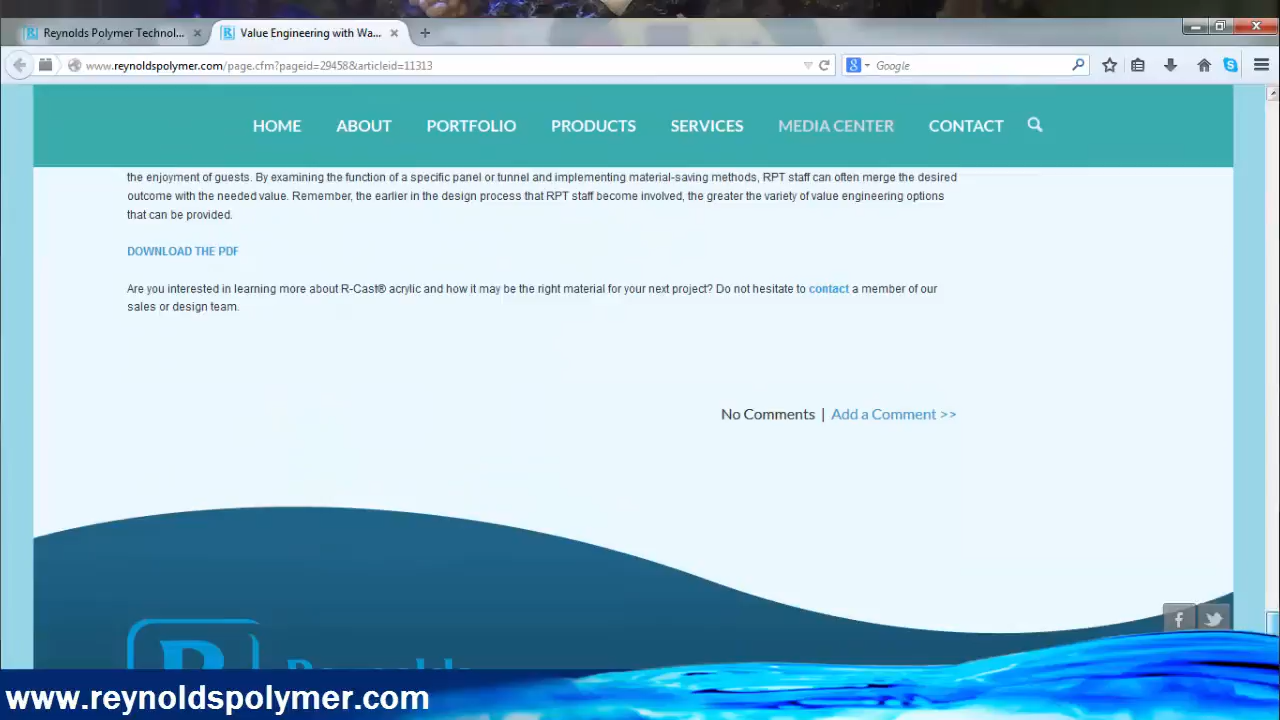 Reynolds Polymer Technol...
Value Engineering with Wa...
www.reynoldspolymer.com/page.cfm?pageid=29458&articleid=11313
Google
HOME ABOUT PORTFOLIO PRODUCTS SERVICES MEDIA CENTER CONTACT
the enjoyment of guests. By examining the function of a specific panel or tunnel and implementing material-saving methods, RPT staff can often merge the desired
outcome with the needed value. Remember, the earlier in the design process that RPT staff become involved, the greater the variety of value engineering options
that can be provided.
DOWNLOAD THE PDF
Are you interested in learning more about R-Cast® acrylic and how it may be the right material for your next project? Do not hesitate to contact a member of our
sales or design team.
No Comments | Add a Comment >>
www.reynoldspolymer.com